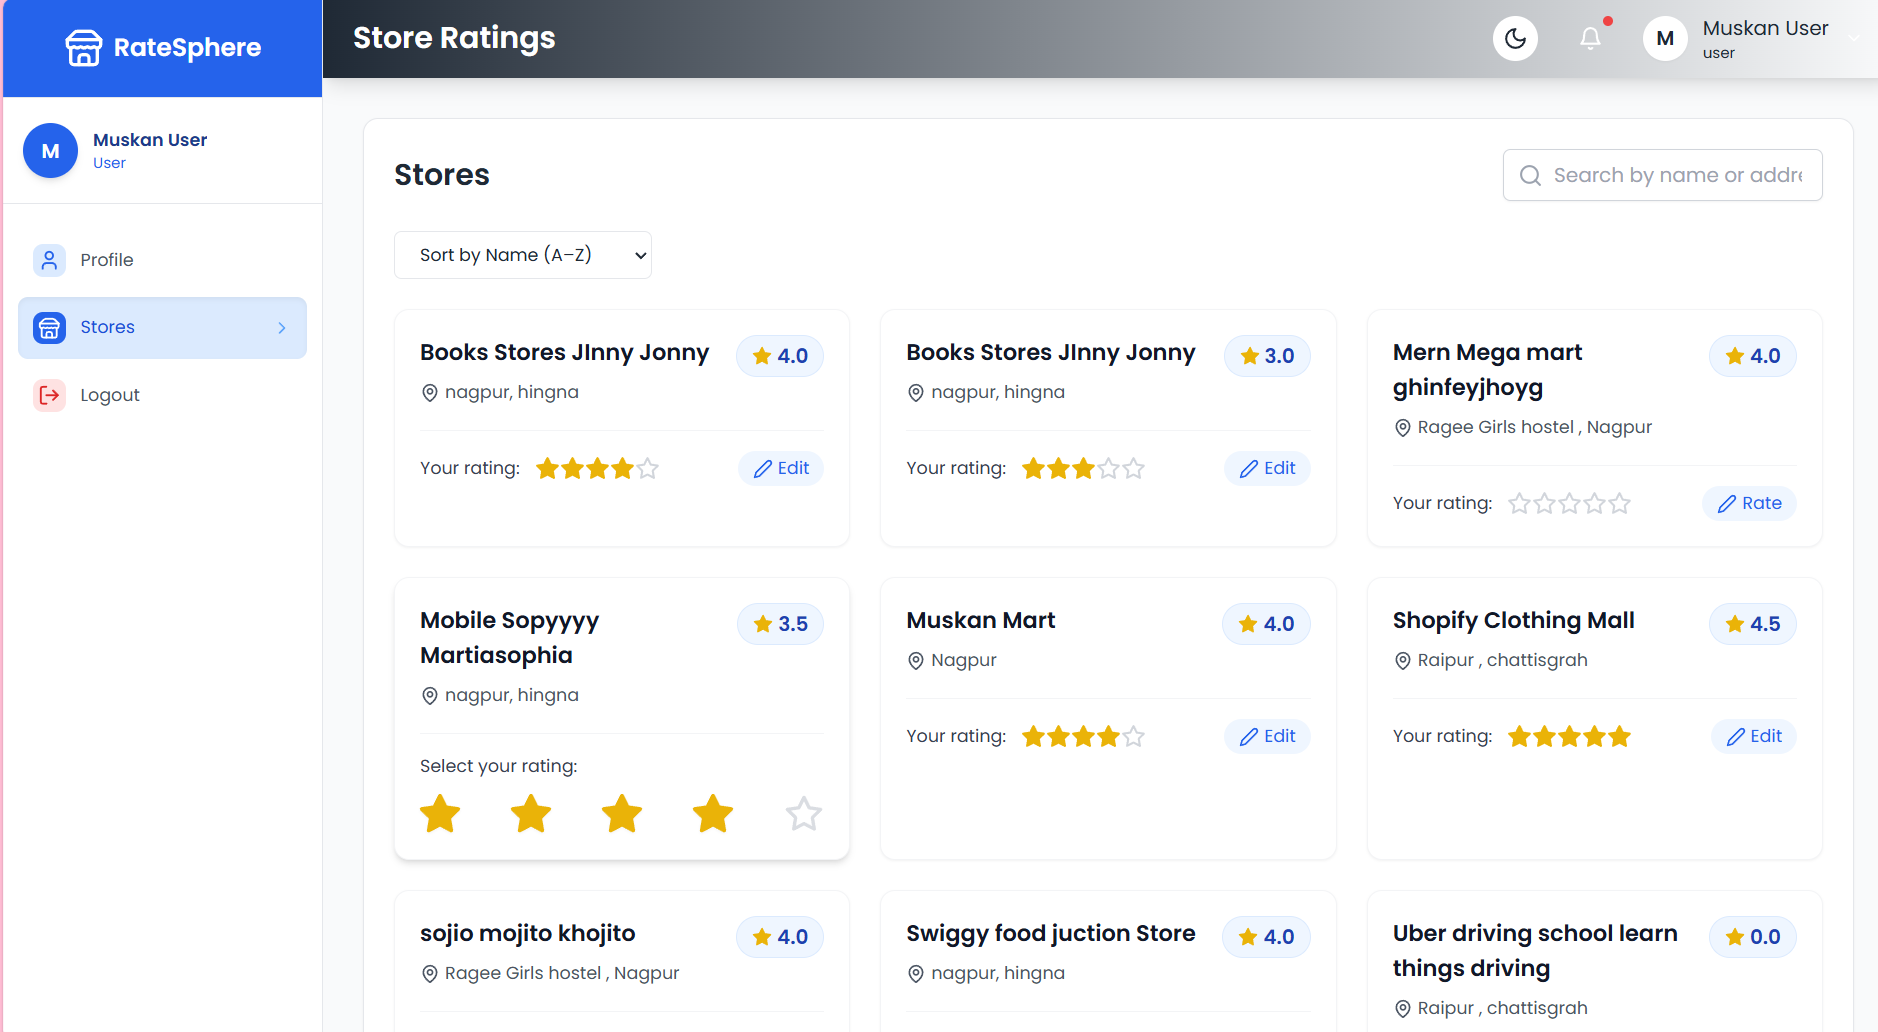 RateSphere
Store Ratings
M
Muskan User
user
M
Muskan User
User
Profile
Stores
Logout
Stores
Search by name or addre
Sort by Name (A–Z)
Books Stores JInny Jonny
4.0
nagpur, hingna
Your rating:
Edit
Books Stores JInny Jonny
3.0
nagpur, hingna
Your rating:
Edit
Mern Mega mart
ghinfeyjhoyg
4.0
Ragee Girls hostel , Nagpur
Your rating:
Rate
Mobile Sopyyyy
Martiasophia
3.5
nagpur, hingna
Select your rating:
Muskan Mart
4.0
Nagpur
Your rating:
Edit
Shopify Clothing Mall
4.5
Raipur , chattisgrah
Your rating:
Edit
sojio mojito khojito
4.0
Ragee Girls hostel , Nagpur
Swiggy food juction Store
4.0
nagpur, hingna
Uber driving school learn
things driving
0.0
Raipur , chattisgrah